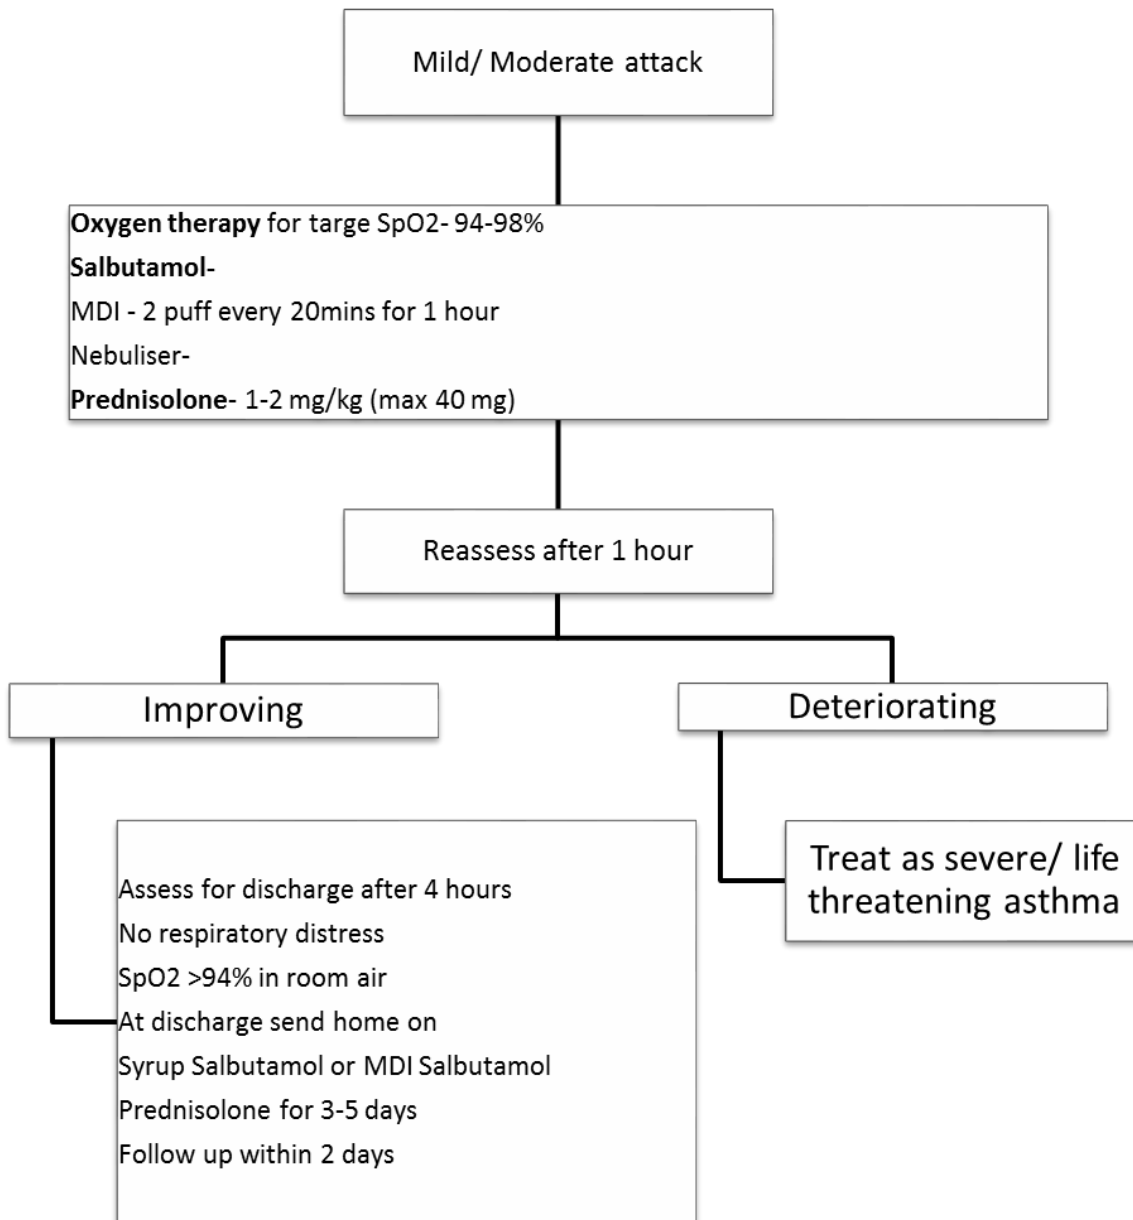 Mild/ Moderate attack
Oxygen therapy for targe SpO2- 94-98%
Salbutamol-
MDI - 2 puff every 20mins for 1 hour
Nebuliser-
Prednisolone- 1-2 mg/kg (max 40 mg)
Reassess after 1 hour
Improving
Deteriorating
Assess for discharge after 4 hours
No respiratory distress
SpO2 >94% in room air
At discharge send home on
Syrup Salbutamol or MDI Salbutamol
Prednisolone for 3-5 days
Follow up within 2 days
Treat as severe/ life
threatening asthma